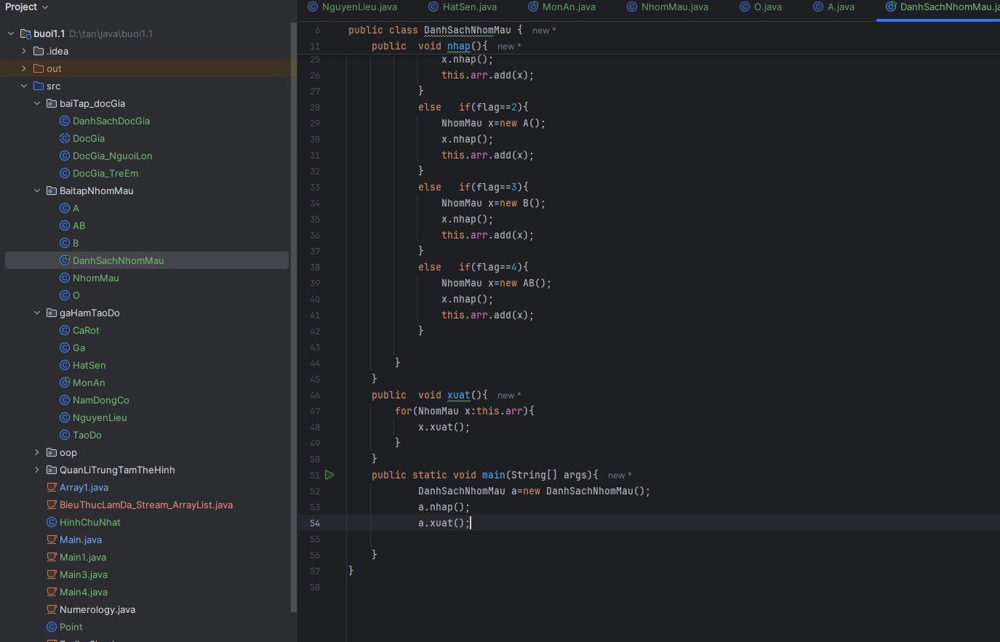 Project
NguyenLieu.java HatSen.java MonAn.java NhomMau.java O.java A.java DanhSachNhomMau.ja
buoi1.1 D:\tan\java\buoi1.1
.idea
out
src
baiTap_docGia
DanhSachDocGia
DocGia
DocGia_NguoiLon
DocGia_TreEm
BaitapNhomMau
A
AB
B
DanhSachNhomMau
NhomMau
O
gaHamTaoDo
CaRot
Ga
HatSen
MonAn
NamDongCo
NguyenLieu
TaoDo
oop
QuanLiTrungTamTheHinh
Array1.java
BieuThucLamDa_Stream_ArrayList.java
HinhChuNhat
Main.java
Main1.java
Main3.java
Main4.java
Numerology.java
Point
6 public class DanhSachNhomMau { new *
11 public  void nhap(){ new *
25 x.nhap();
26 this.arr.add(x);
27 }
28 else   if(flag==2){
29 NhomMau x=new A();
30 x.nhap();
31 this.arr.add(x);
32 }
33 else   if(flag==3){
34 NhomMau x=new B();
35 x.nhap();
36 this.arr.add(x);
37 }
38 else   if(flag==4){
39 NhomMau x=new AB();
40 x.nhap();
41 this.arr.add(x);
42 }
43
44 }
45 }
46 public  void xuat(){ new *
47 for(NhomMau x:this.arr){
48 x.xuat();
49 }
50 }
51 public static void main(String[] args){ new *
52 DanhSachNhomMau a=new DanhSachNhomMau();
53 a.nhap();
54 a.xuat();
55
56 }
57 }
58